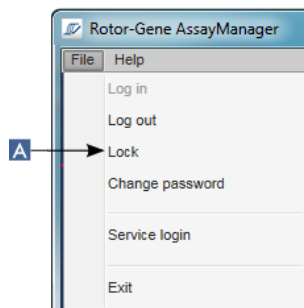 Rotor-Gene AssayManager
File Help
Log in
Log out
A
Lock
Change password
Service login
Exit